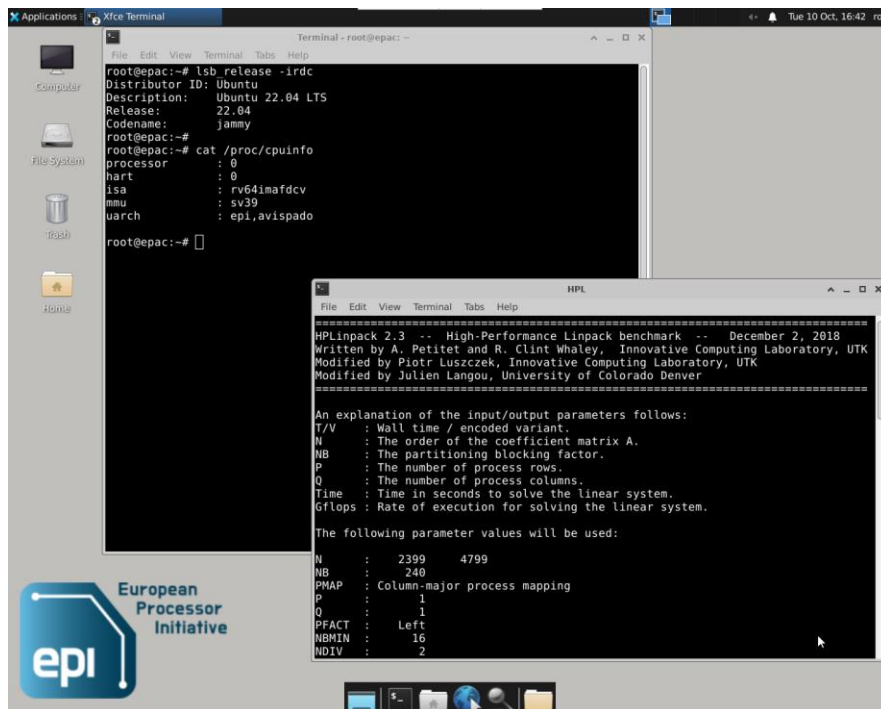 Applications
Xfce Terminal
Tue 10 Oct, 16:42
Computer
File System
Trash
Home
Terminal - root@epac: ~
File Edit View Terminal Tabs Help
root@epac:~# lsb_release -irdc
Distributor ID: Ubuntu
Description:    Ubuntu 22.04 LTS
Release:        22.04
Codename:       jammy
root@epac:~#
root@epac:~# cat /proc/cpuinfo
processor       : 0
hart            : 0
isa             : rv64imafdcv
mmu             : sv39
uarch           : epi,avispado
root@epac:~#
HPL
File Edit View Terminal Tabs Help
================================================================================
HPLinpack 2.3  --  High-Performance Linpack benchmark  --   December 2, 2018
Written by A. Petitet and R. Clint Whaley,  Innovative Computing Laboratory, UTK
Modified by Piotr Luszczek, Innovative Computing Laboratory, UTK
Modified by Julien Langou, University of Colorado Denver
================================================================================
An explanation of the input/output parameters follows:
T/V    : Wall time / encoded variant.
N      : The order of the coefficient matrix A.
NB     : The partitioning blocking factor.
P      : The number of process rows.
Q      : The number of process columns.
Time   : Time in seconds to solve the linear system.
Gflops : Rate of execution for solving the linear system.
The following parameter values will be used:
N      :    2399     4799
NB     :     240
PMAP   : Column-major process mapping
P      :       1
Q      :       1
PFACT  :    Left
NBMIN  :      16
NDIV   :       2
European
Processor
Initiative
epi